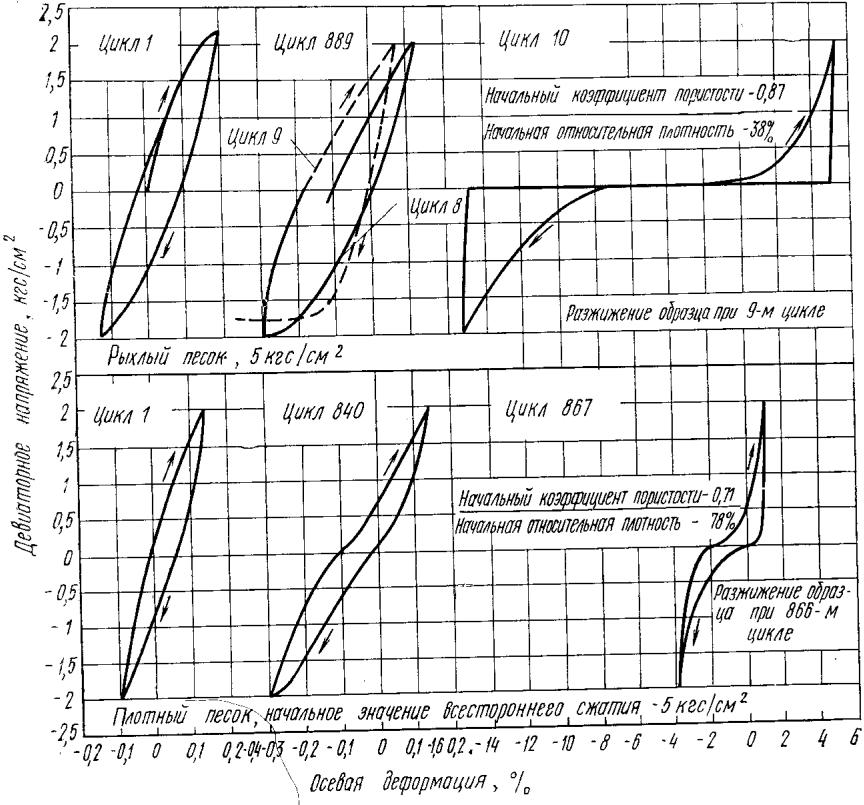 Девиаторное напряжение, кгс/см²
2,5
2
1,5
1
0,5
0
-0,5
-1
-1,5
-2
Цикл 1
Цикл 889
Цикл 10
Начальный коэффициент пористости -0,87
Начальная относительная плотность -38%
Цикл 9
Цикл 8
Разжижение образца при 9-м цикле
Рыхлый песок, 5 кгс/см²
2,5
2
1,5
1
0,5
0
-0,5
-1
-1,5
-2
-2,5
Цикл 1
Цикл 840
Цикл 867
Начальный коэффициент пористости-0,71
Начальная относительная плотность - 78%
Разжижение образ-
ца при 866-м
цикле
Плотный песок, начальное значение всестороннего сжатия -5 кгс/см²
-0,2 -0,1 0 0,1 0,2 -0,4 -0,3 -0,2 -0,1 0 0,1 -1,6 0,2 -14 -12 -10 -8 -6 -4 -2 0 2 4 6
Осевая деформация, %